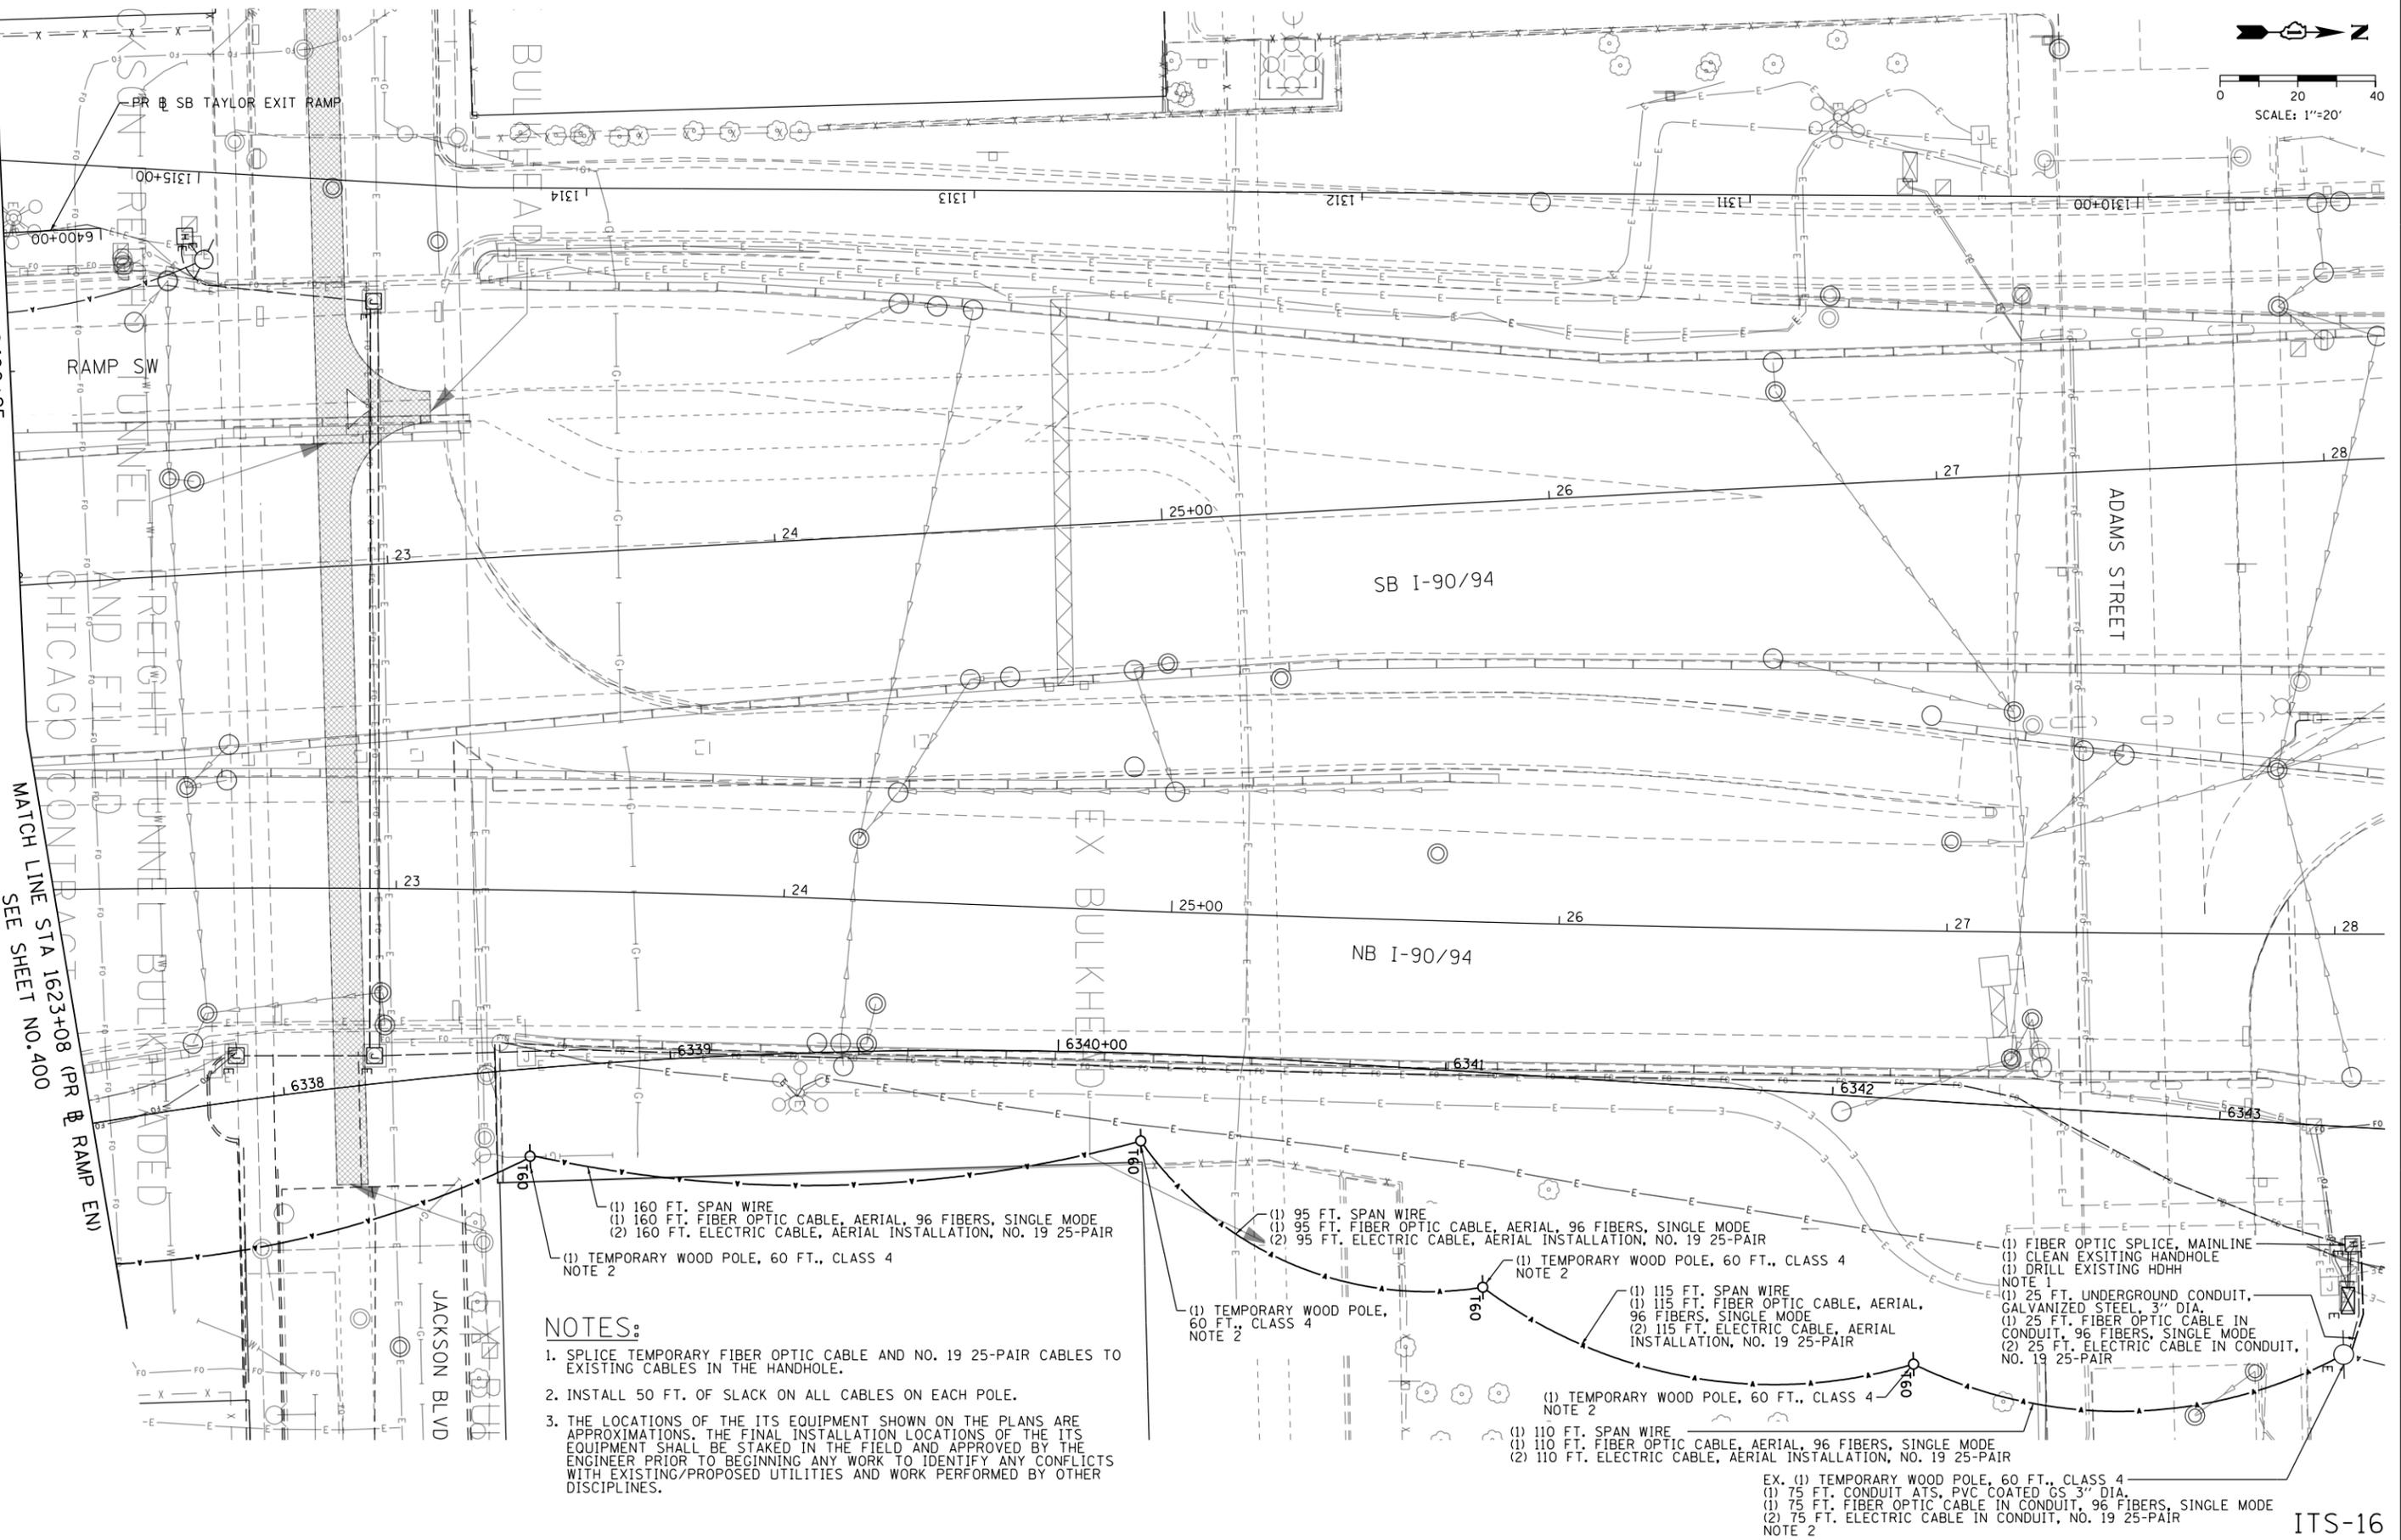 N
0 20 40
SCALE: 1"=20'
PR BL SB TAYLOR EXIT RAMP
1315+00
1314
1313
1312
1311
1310+00
6400+00
RAMP SW
23
24
25+00
26
27
28
SB I-90/94
ADAMS STREET
23
24
25+00
26
27
28
NB I-90/94
EX BULKHEAD
AND FILLED
CHICAGO CONTRACT
MATCH LINE STA 1623+08 (PR BL RAMP EN)
SEE SHEET NO.400
6338
6339
6340+00
6341
6342
6343
T60
T60
T60
T60
(1) 160 FT. SPAN WIRE
(1) 160 FT. FIBER OPTIC CABLE, AERIAL, 96 FIBERS, SINGLE MODE
(2) 160 FT. ELECTRIC CABLE, AERIAL INSTALLATION, NO. 19 25-PAIR
(1) TEMPORARY WOOD POLE, 60 FT., CLASS 4
NOTE 2
(1) 95 FT. SPAN WIRE
(1) 95 FT. FIBER OPTIC CABLE, AERIAL, 96 FIBERS, SINGLE MODE
(2) 95 FT. ELECTRIC CABLE, AERIAL INSTALLATION, NO. 19 25-PAIR
(1) TEMPORARY WOOD POLE, 60 FT., CLASS 4
NOTE 2
(1) TEMPORARY WOOD POLE,
60 FT., CLASS 4
NOTE 2
(1) 115 FT. SPAN WIRE
(1) 115 FT. FIBER OPTIC CABLE, AERIAL,
96 FIBERS, SINGLE MODE
(2) 115 FT. ELECTRIC CABLE, AERIAL
INSTALLATION, NO. 19 25-PAIR
(1) FIBER OPTIC SPLICE, MAINLINE
(1) CLEAN EXSITING HANDHOLE
(1) DRILL EXISTING HDHH
NOTE 1
(1) 25 FT. UNDERGROUND CONDUIT,
GALVANIZED STEEL, 3" DIA.
(1) 25 FT. FIBER OPTIC CABLE IN
CONDUIT, 96 FIBERS, SINGLE MODE
(2) 25 FT. ELECTRIC CABLE IN CONDUIT,
NO. 19 25-PAIR
(1) TEMPORARY WOOD POLE, 60 FT., CLASS 4
NOTE 2
(1) 110 FT. SPAN WIRE
(1) 110 FT. FIBER OPTIC CABLE, AERIAL, 96 FIBERS, SINGLE MODE
(2) 110 FT. ELECTRIC CABLE, AERIAL INSTALLATION, NO. 19 25-PAIR
EX. (1) TEMPORARY WOOD POLE, 60 FT., CLASS 4
(1) 75 FT. CONDUIT ATS, PVC COATED GS 3" DIA.
(1) 75 FT. FIBER OPTIC CABLE IN CONDUIT, 96 FIBERS, SINGLE MODE
(2) 75 FT. ELECTRIC CABLE IN CONDUIT, NO. 19 25-PAIR
NOTE 2
JACKSON BLVD
NOTES:
1. SPLICE TEMPORARY FIBER OPTIC CABLE AND NO. 19 25-PAIR CABLES TO
EXISTING CABLES IN THE HANDHOLE.
2. INSTALL 50 FT. OF SLACK ON ALL CABLES ON EACH POLE.
3. THE LOCATIONS OF THE ITS EQUIPMENT SHOWN ON THE PLANS ARE
APPROXIMATIONS. THE FINAL INSTALLATION LOCATIONS OF THE ITS
EQUIPMENT SHALL BE STAKED IN THE FIELD AND APPROVED BY THE
ENGINEER PRIOR TO BEGINNING ANY WORK TO IDENTIFY ANY CONFLICTS
WITH EXISTING/PROPOSED UTILITIES AND WORK PERFORMED BY OTHER
DISCIPLINES.
ITS-16